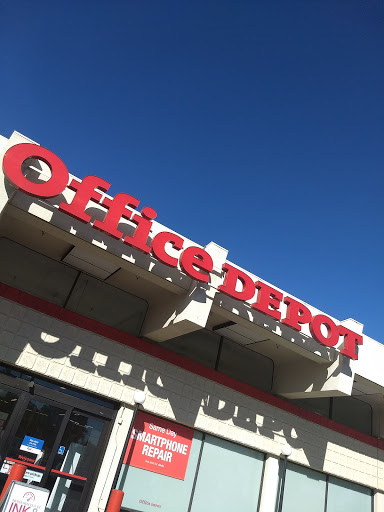 Office DEPOT
Same Day
SMARTPHONE
REPAIR
INK